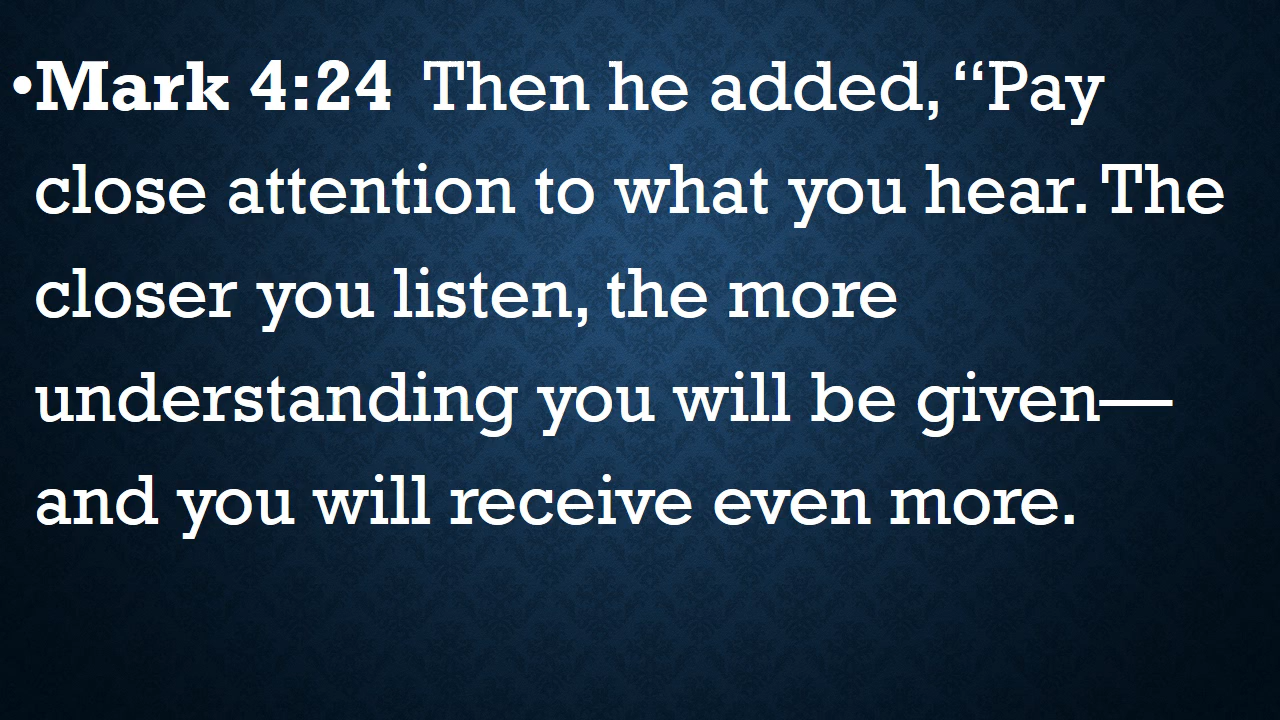 •Mark 4:24  Then he added, “Pay
close attention to what you hear. The
closer you listen, the more
understanding you will be given—
and you will receive even more.